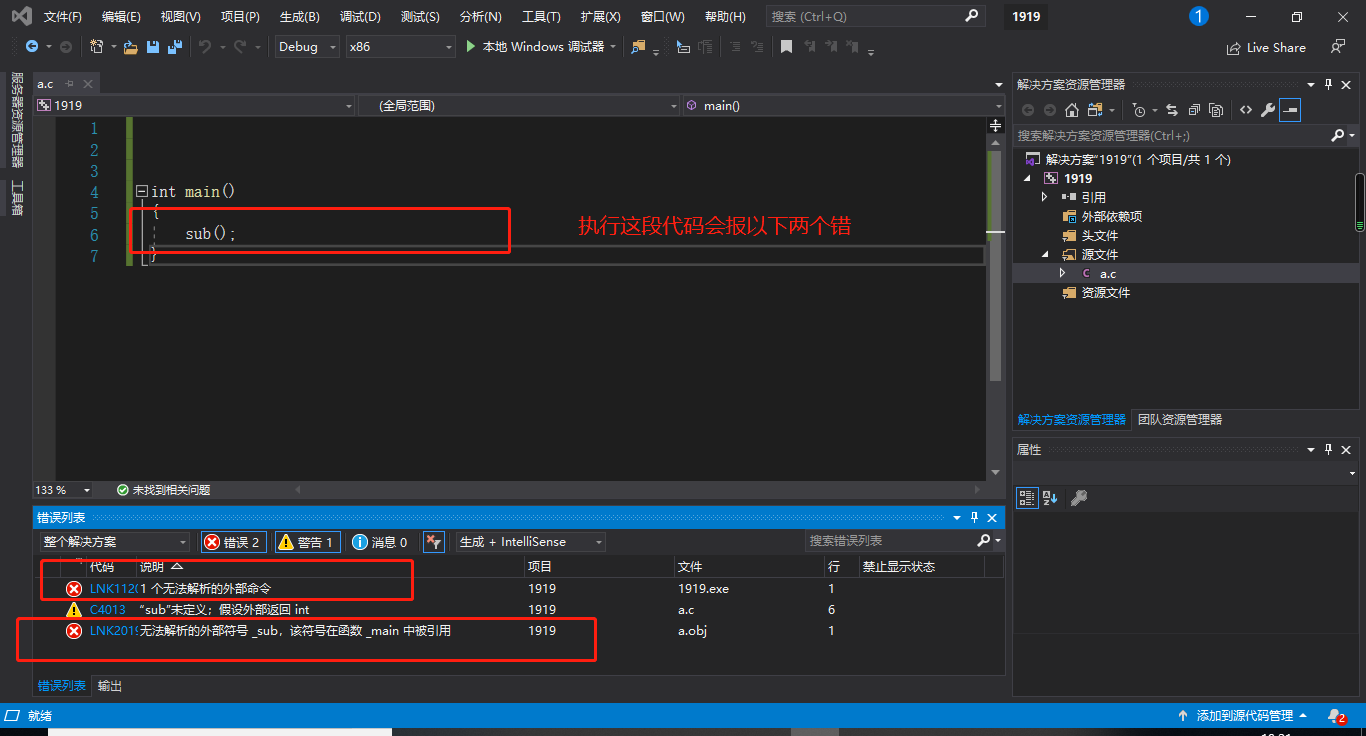 文件(F) 编辑(E) 视图(V) 项目(P) 生成(B) 调试(D) 测试(S) 分析(N) 工具(T) 扩展(X) 窗口(W) 帮助(H) 搜索 (Ctrl+Q) 1919 1
Debug x86 本地 Windows 调试器 Live Share
服务器资源管理器
工具箱
a.c
1919 (全局范围) main()
1
2
3
4 int main()
5 {
6 sub();
7 }
执行这段代码会报以下两个错
133 % 未找到相关问题
解决方案资源管理器
搜索解决方案资源管理器(Ctrl+;)
解决方案"1919"(1 个项目/共 1 个)
1919
引用
外部依赖项
头文件
源文件
a.c
资源文件
解决方案资源管理器 团队资源管理器
属性
错误列表
整个解决方案 错误 2 警告 1 消息 0 生成 + IntelliSense 搜索错误列表
代码 说明 项目 文件 行 禁止显示状态
LNK112 1 个无法解析的外部命令 1919 1919.exe 1
C4013 "sub"未定义；假设外部返回 int 1919 a.c 6
LNK2019 无法解析的外部符号 _sub，该符号在函数 _main 中被引用 1919 a.obj 1
错误列表 输出
就绪 添加到源代码管理 2